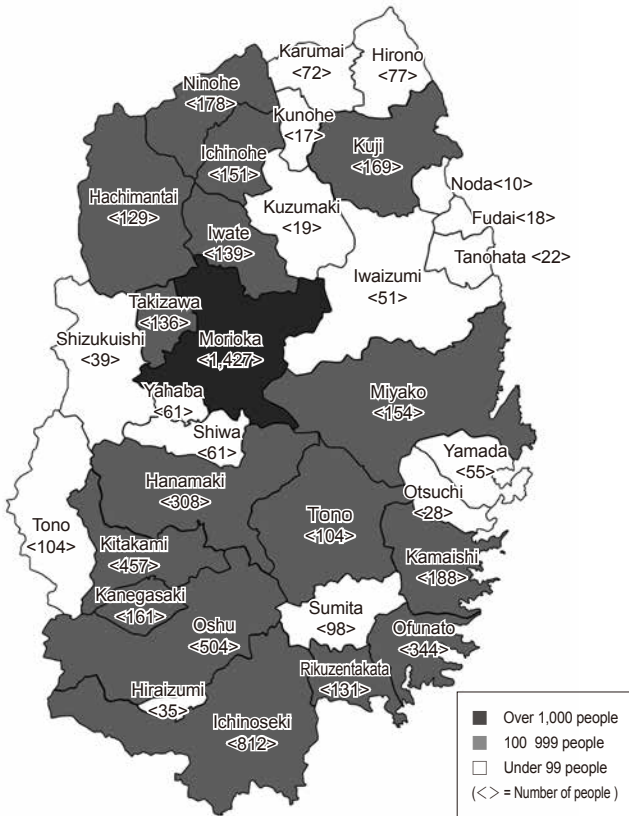 Karumai
<72>
Hirono
<77>
Ninohe
<178>
Kunohe
<17>
Kuji
<169>
Ichinohe
<151>
Noda<10>
Hachimantai
<129>
Kuzumaki
<19>
Fudai<18>
Iwate
<139>
Tanohata <22>
Iwaizumi
<51>
Takizawa
<136>
Shizukuishi
<39>
Morioka
<1,427>
Yahaba
<61>
Miyako
<154>
Shiwa
<61>
Yamada
<55>
Hanamaki
<308>
Otsuchi
<28>
Tono
<104>
Tono
<104>
Kitakami
<457>
Kamaishi
<188>
Kanegasaki
<161>
Sumita
<98>
Oshu
<504>
Ofunato
<344>
Rikuzentakata
<131>
Hiraizumi
<35>
Ichinoseki
<812>
Over 1,000 people
100 999 people
Under 99 people
(<> = Number of people )